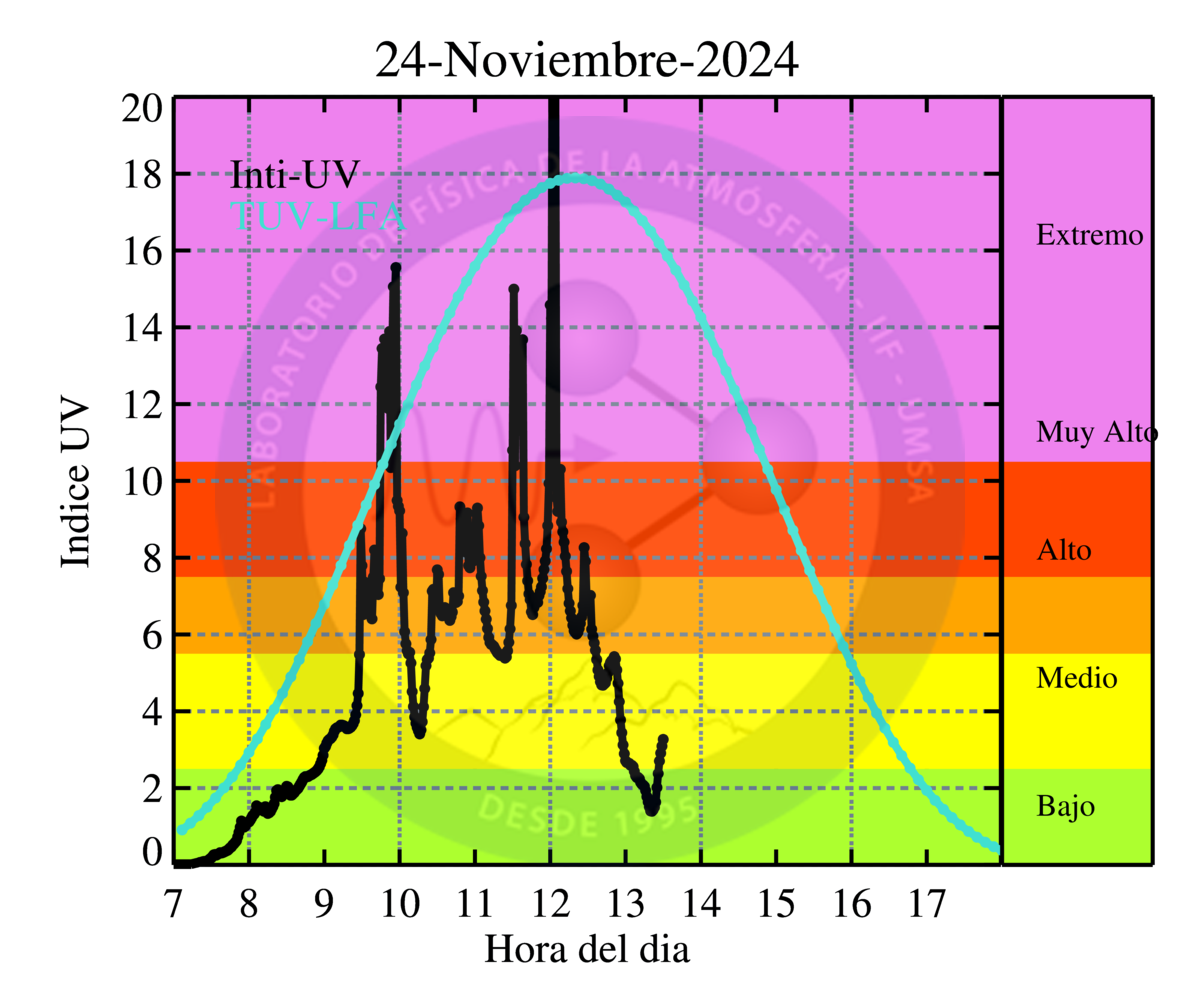 24-Noviembre-2024
20
18
16
14
12
10
8
6
4
2
0
Indice UV
Inti-UV
TUV-LFA
LABORATORIO DE FÍSICA DE LA ATMÓSFERA - IIF - UMSA
DESDE 1995
Extremo
Muy Alto
Alto
Medio
Bajo
7 8 9 10 11 12 13 14 15 16 17
Hora del dia